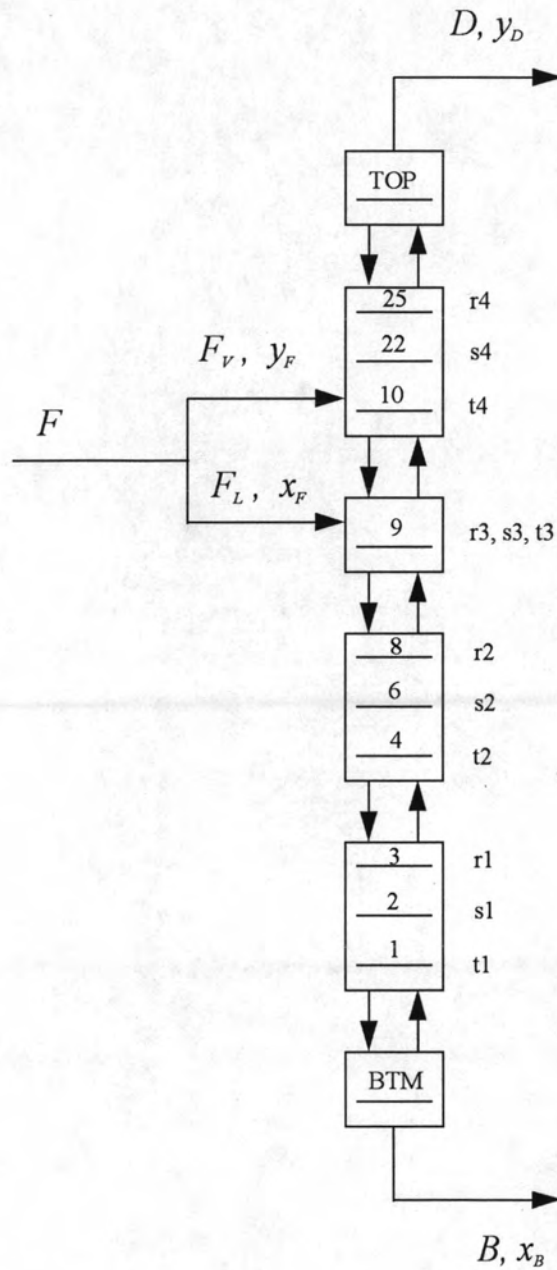 D, y_D
TOP
25 r4
F_V, y_F 22 s4
10 t4
F
F_L, x_F
9 r3, s3, t3
8 r2
6 s2
4 t2
3 r1
2 s1
1 t1
BTM
B, x_B